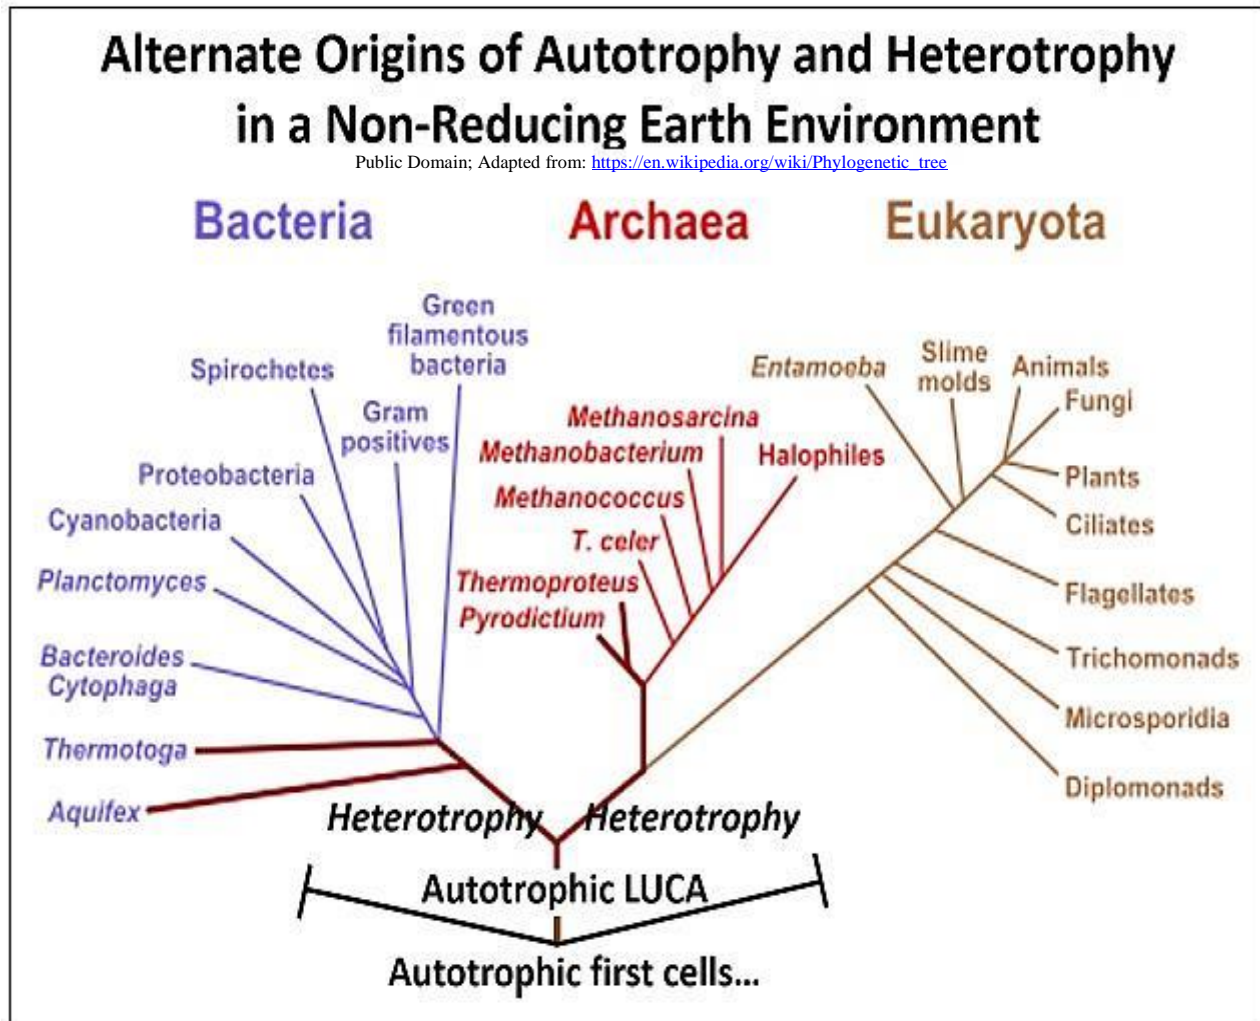 Alternate Origins of Autotrophy and Heterotrophy
in a Non-Reducing Earth Environment
Public Domain; Adapted from: https://en.wikipedia.org/wiki/Phylogenetic_tree
Bacteria
Archaea
Eukaryota
Green
filamentous
bacteria
Spirochetes
Gram
positives
Proteobacteria
Cyanobacteria
Planctomyces
Bacteroides
Cytophaga
Thermotoga
Aquifex
Methanosarcina
Methanobacterium
Halophiles
Methanococcus
T. celer
Thermoproteus
Pyrodictium
Entamoeba
Slime
molds
Animals
Fungi
Plants
Ciliates
Flagellates
Trichomonads
Microsporidia
Diplomonads
Heterotrophy
Heterotrophy
Autotrophic LUCA
Autotrophic first cells...